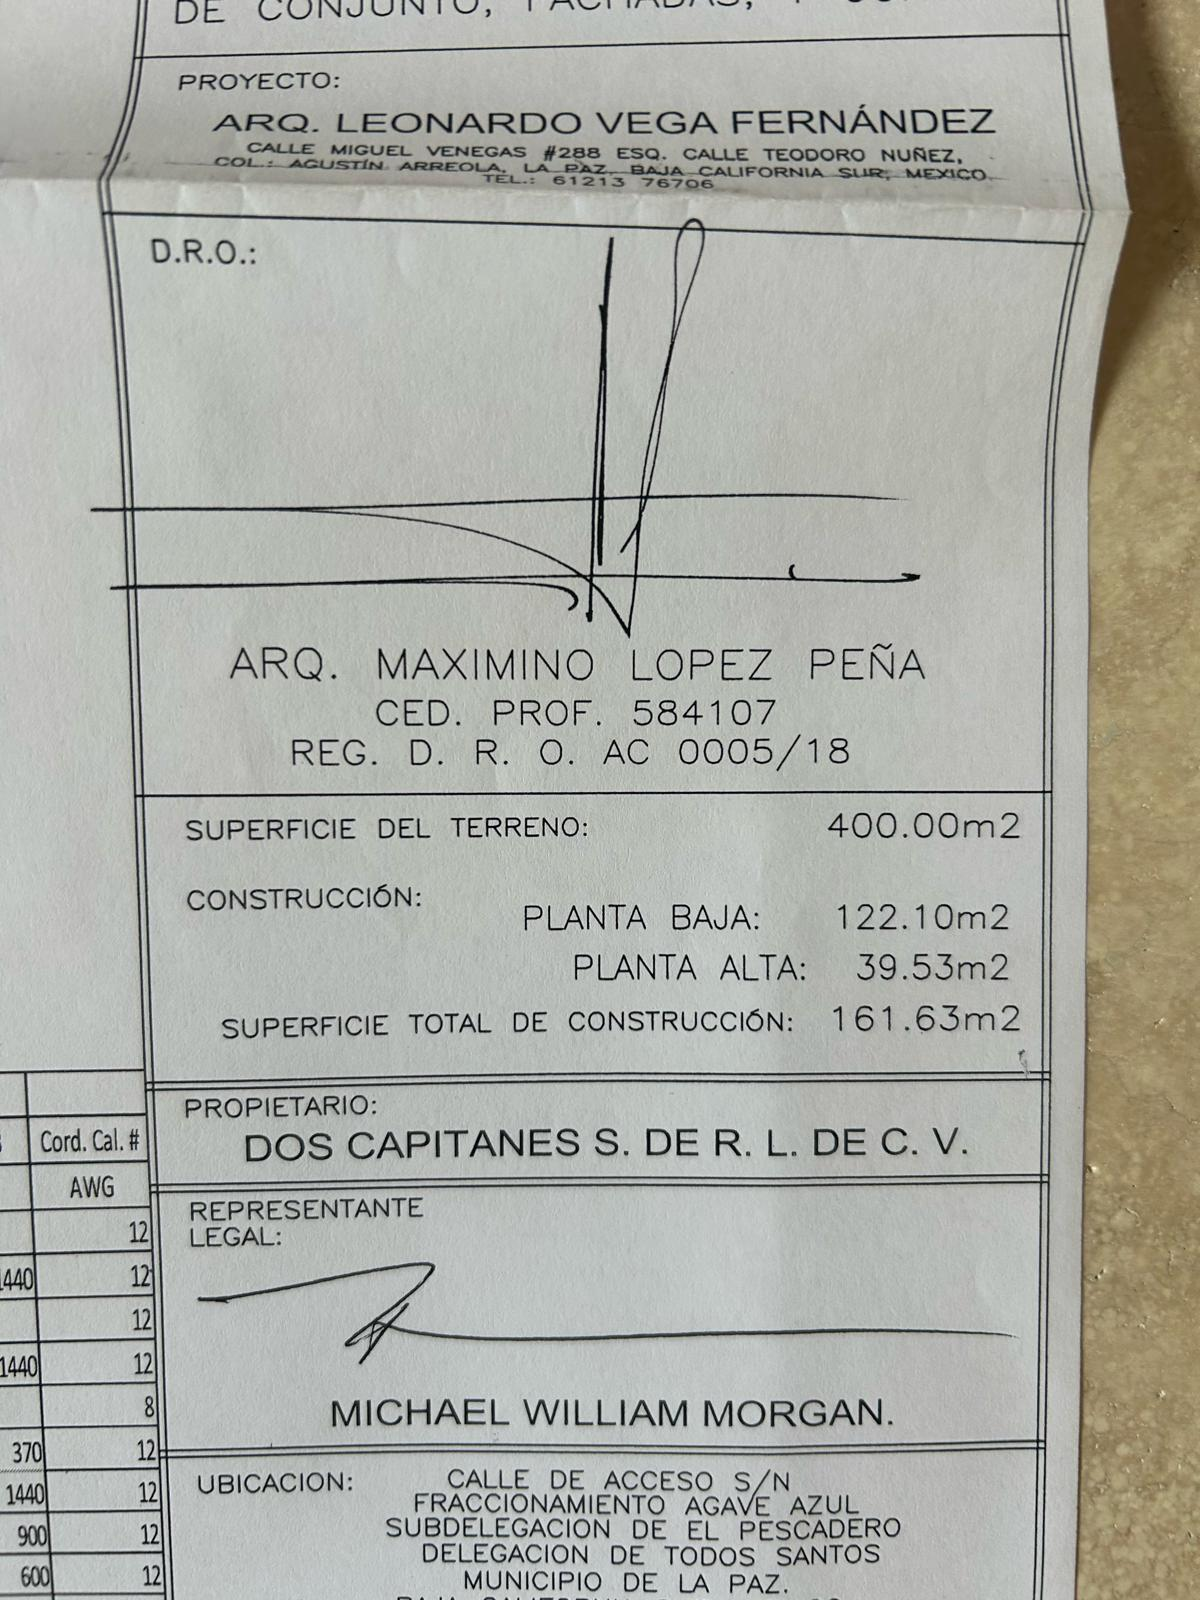 DE CONJUNTO, FACHADAS, Y
PROYECTO:
ARQ. LEONARDO VEGA FERNÁNDEZ
CALLE MIGUEL VENEGAS #288 ESQ. CALLE TEODORO NUÑEZ,
COL.: AGUSTÍN ARREOLA, LA PAZ, BAJA CALIFORNIA SUR, MEXICO.
TEL.: 61213 76706
D.R.O.:
ARQ. MAXIMINO LOPEZ PEÑA
CED. PROF. 584107
REG. D. R. O. AC 0005/18
SUPERFICIE DEL TERRENO: 400.00m2
CONSTRUCCIÓN:
PLANTA BAJA: 122.10m2
PLANTA ALTA: 39.53m2
SUPERFICIE TOTAL DE CONSTRUCCIÓN: 161.63m2
PROPIETARIO:
DOS CAPITANES S. DE R. L. DE C. V.
REPRESENTANTE
LEGAL:
MICHAEL WILLIAM MORGAN.
UBICACION: CALLE DE ACCESO S/N
FRACCIONAMIENTO AGAVE AZUL
SUBDELEGACION DE EL PESCADERO
DELEGACION DE TODOS SANTOS
MUNICIPIO DE LA PAZ.
Cord. Cal. #
AWG
12
1440 12
12
1440 12
8
370 12
1440 12
900 12
600 12